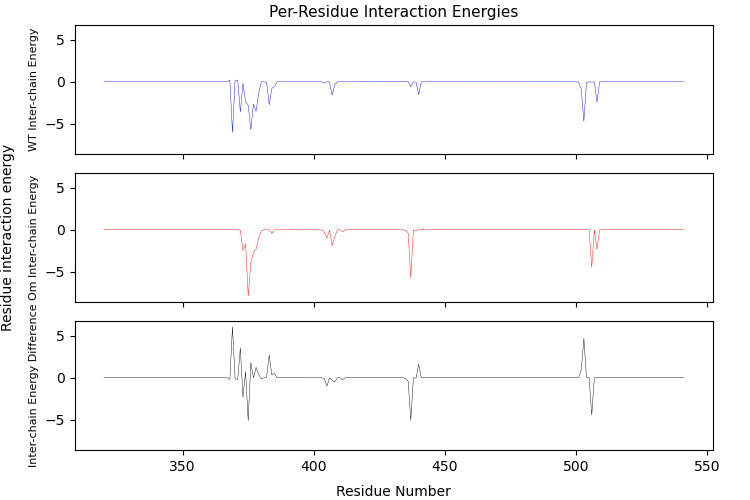 Per-Residue Interaction Energies
Residue interaction energy
WT Inter-chain Energy
5
0
−5
Om Inter-chain Energy
5
0
−5
Inter-chain Energy Difference
5
0
−5
350
400
450
500
550
Residue Number